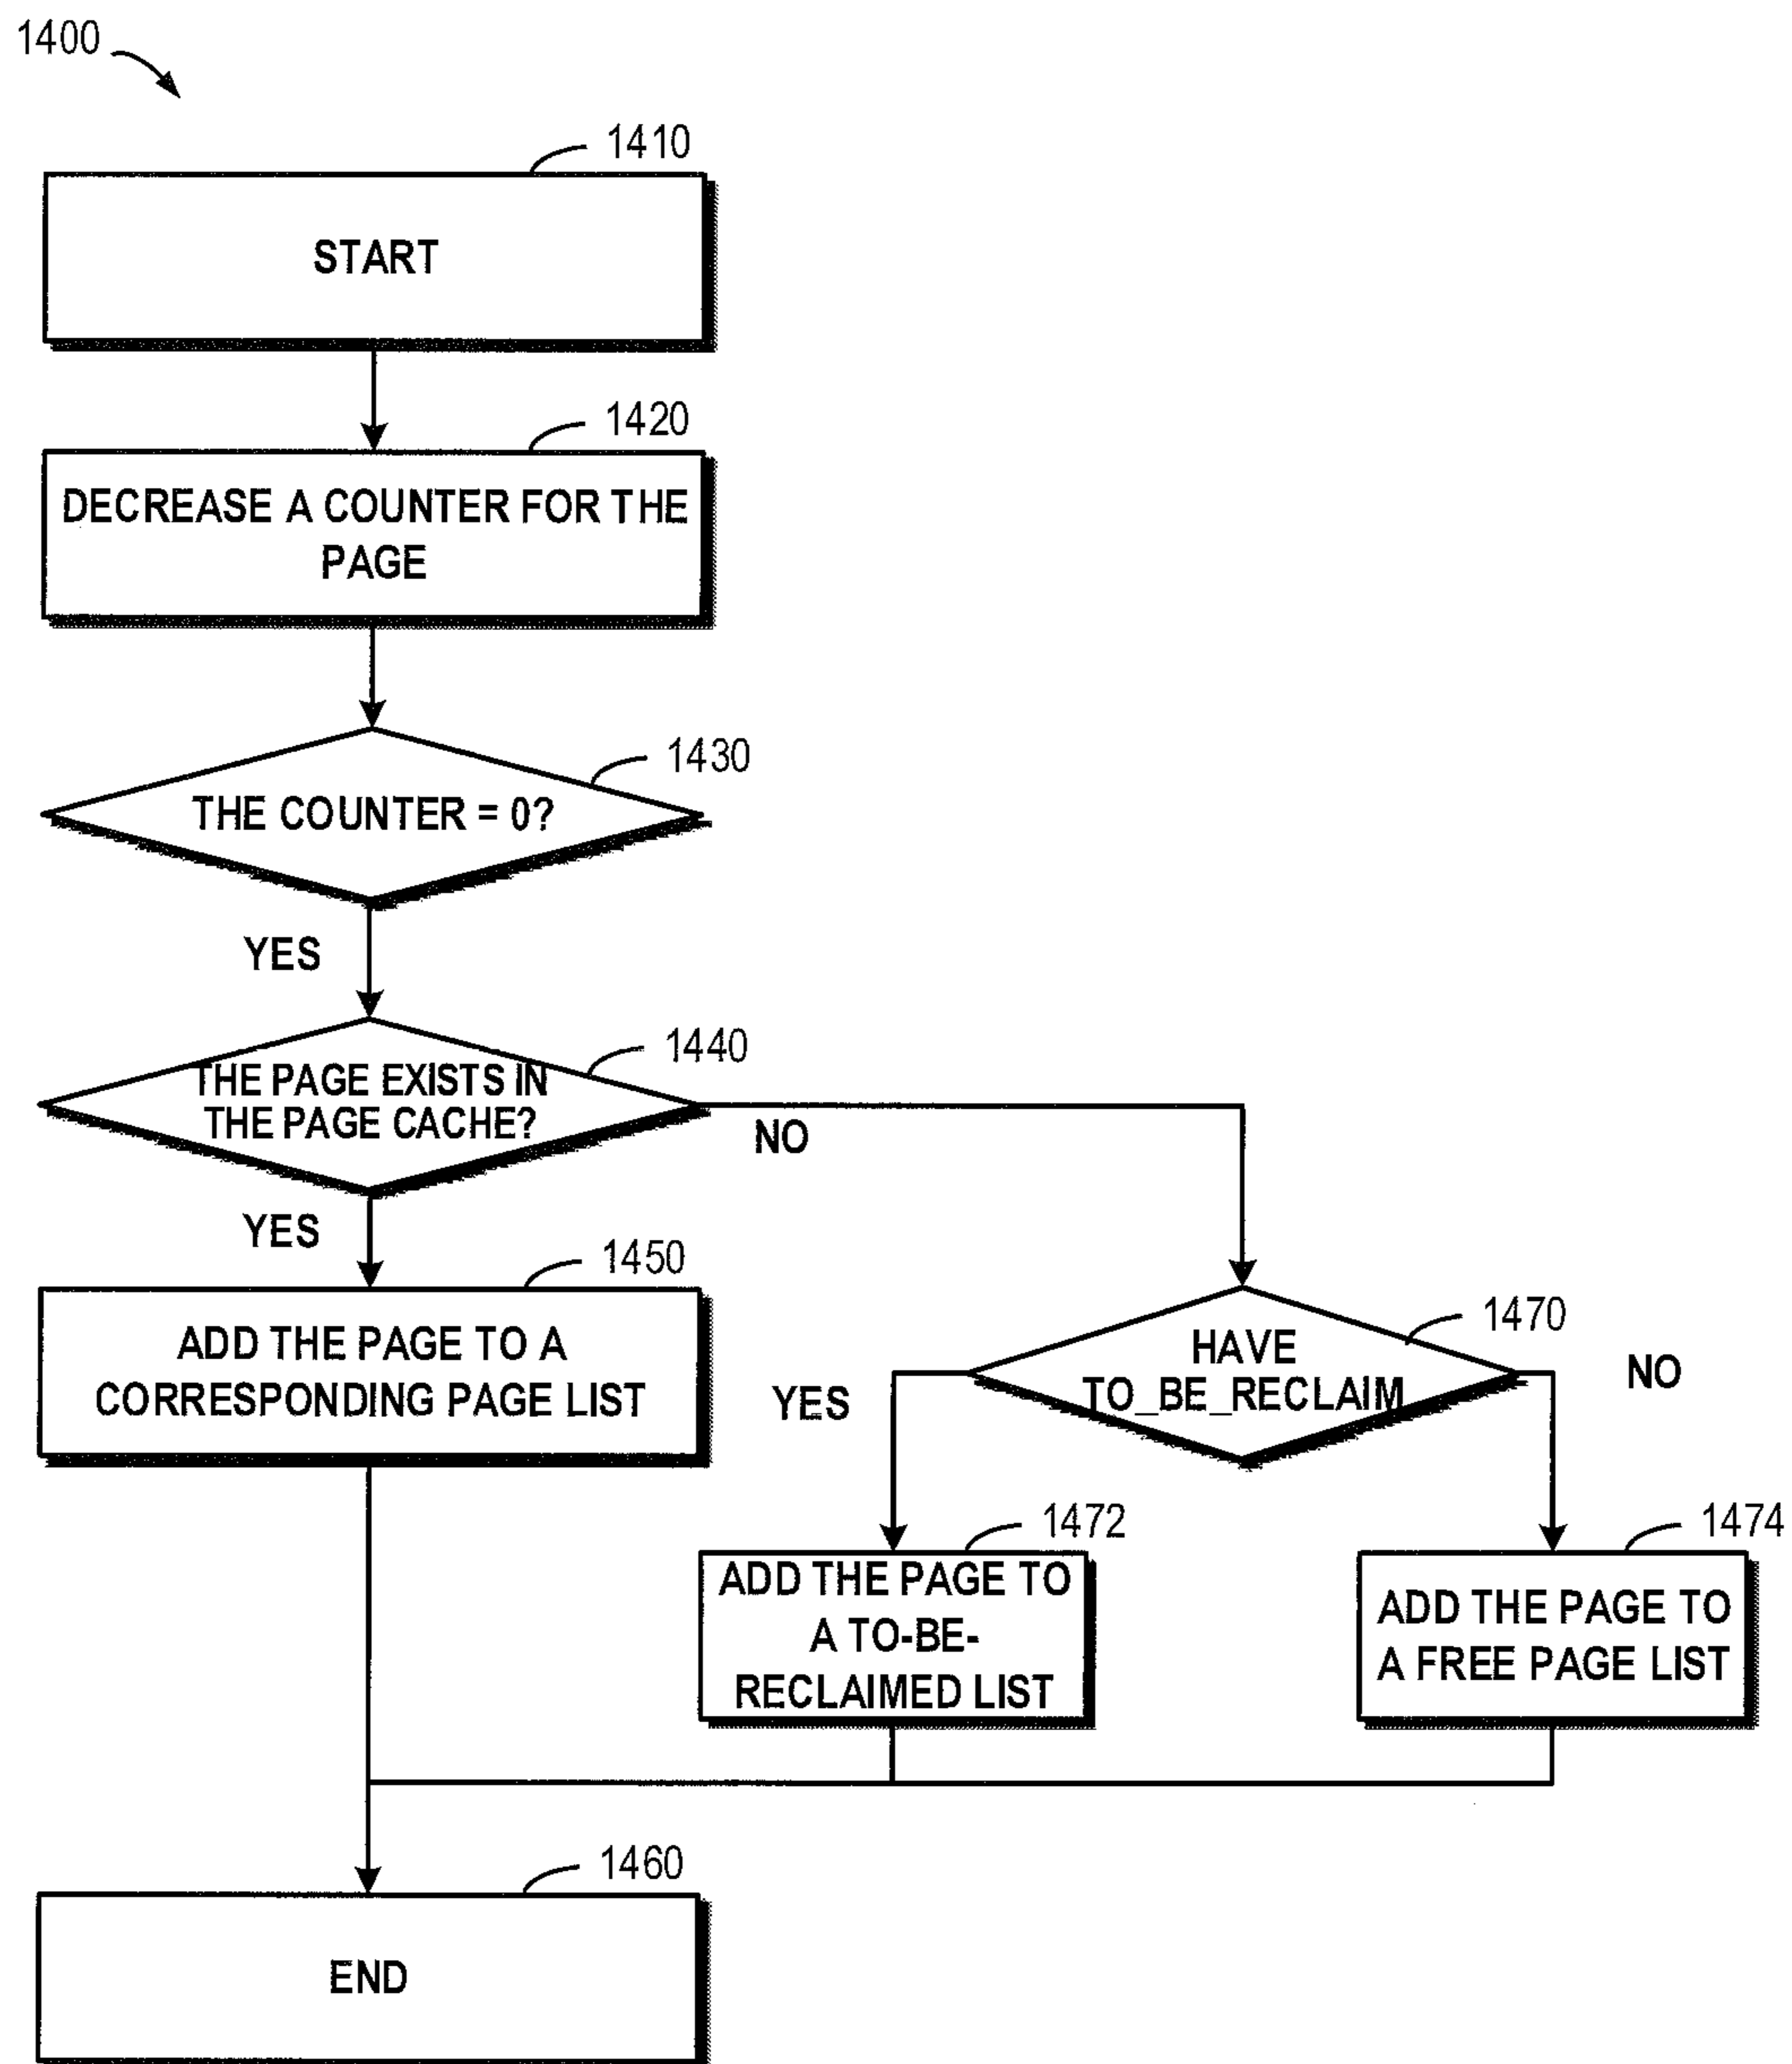 1400
1410
START
1420
DECREASE A COUNTER FOR THE
PAGE
1430
THE COUNTER = 0?
YES
1440
THE PAGE EXISTS IN
THE PAGE CACHE?
NO
YES
1450
ADD THE PAGE TO A
CORRESPONDING PAGE LIST
1470
HAVE
TO_BE_RECLAIM
YES
NO
1472
ADD THE PAGE TO
A TO-BE-
RECLAIMED LIST
1474
ADD THE PAGE TO
A FREE PAGE LIST
1460
END